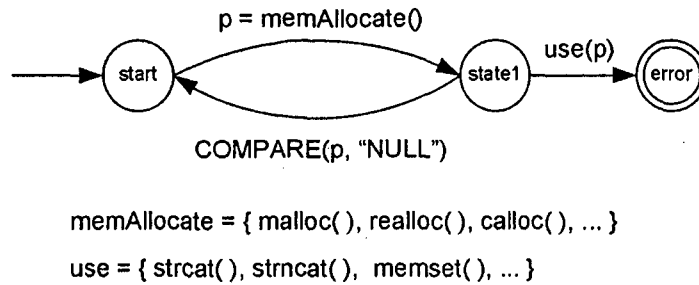 p = memAllocate()
use(p)
start
state1
error
COMPARE(p, “NULL”)
memAllocate = { malloc( ), realloc( ), calloc( ), ... }
use = { strcat( ), strncat( ), memset( ), ... }